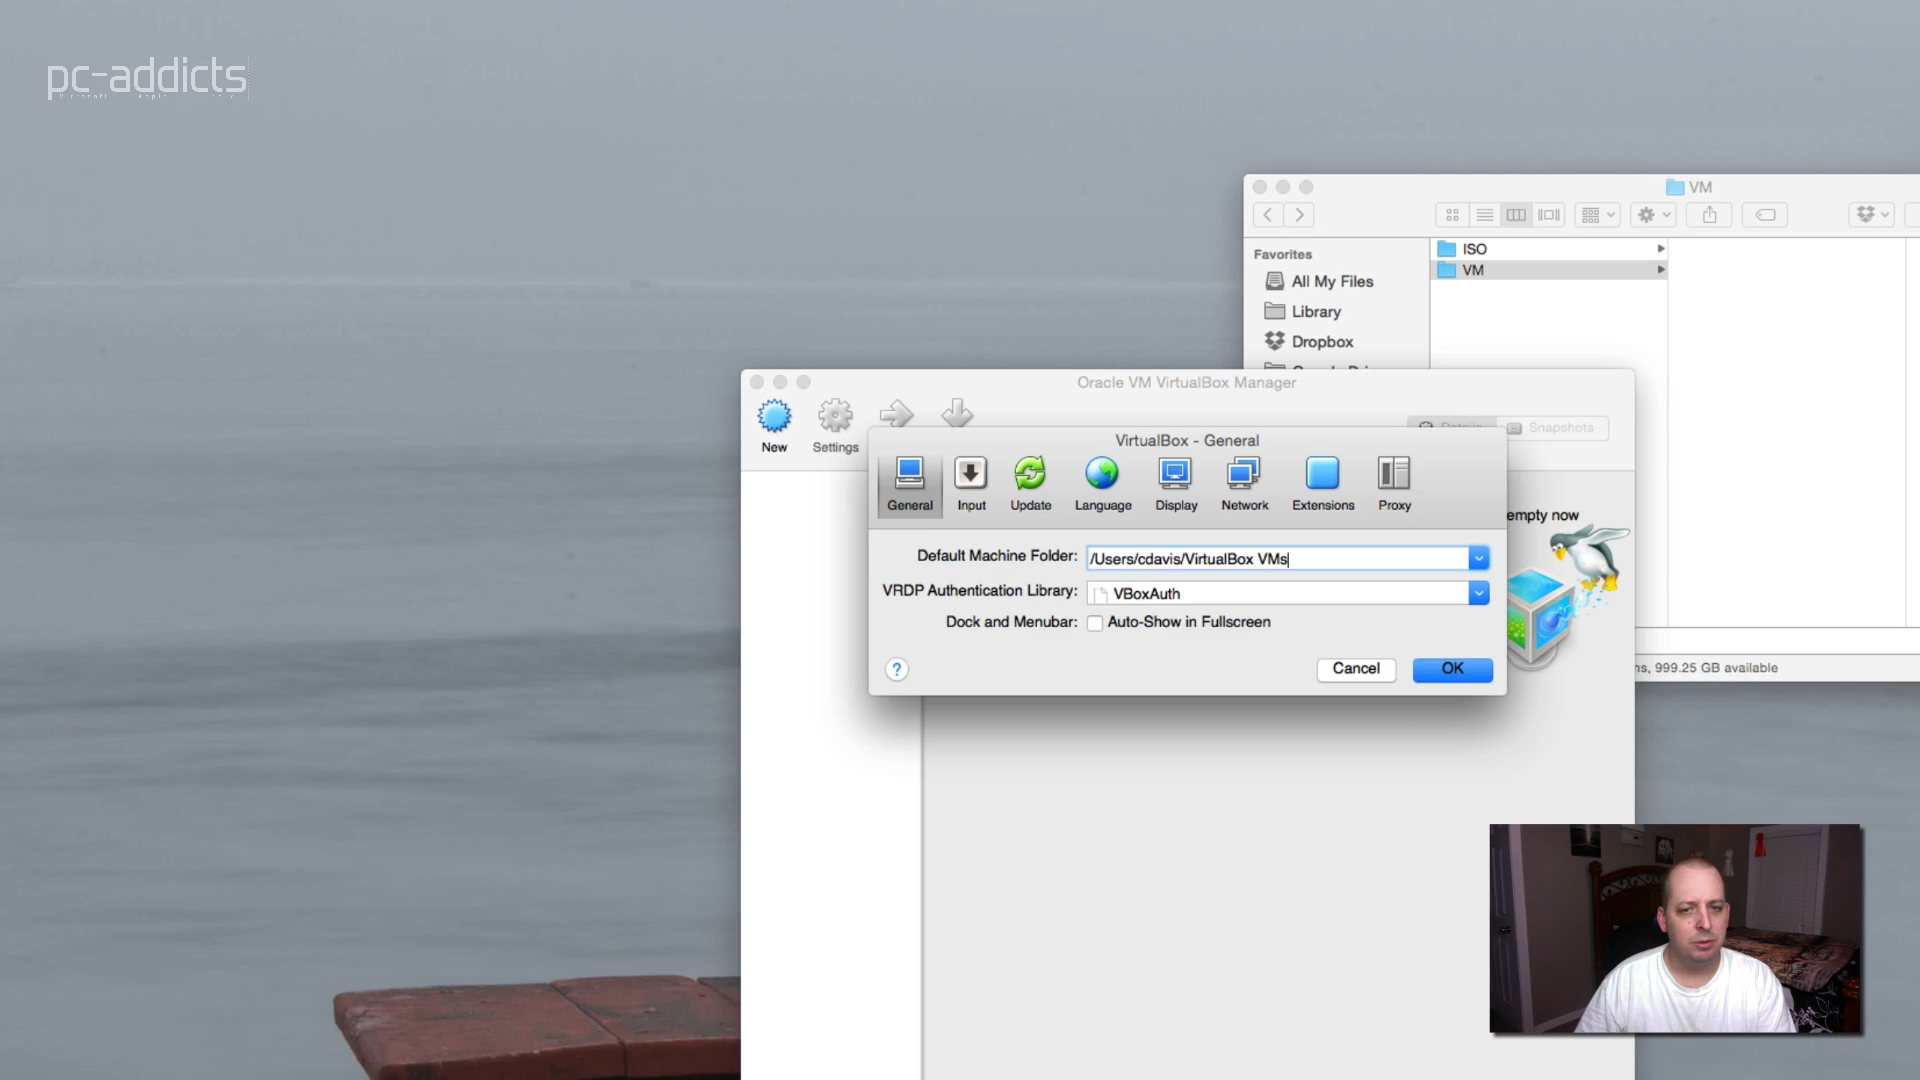 pc-addicts
VM
Favorites
All My Files
Library
Dropbox
ISO
VM
Oracle VM VirtualBox Manager
New
Settings
Snapshots
VirtualBox - General
General
Input
Update
Language
Display
Network
Extensions
Proxy
empty now
Default Machine Folder:
/Users/cdavis/VirtualBox VMs
VRDP Authentication Library:
VBoxAuth
Dock and Menubar:
Auto-Show in Fullscreen
?
Cancel
OK
999.25 GB available